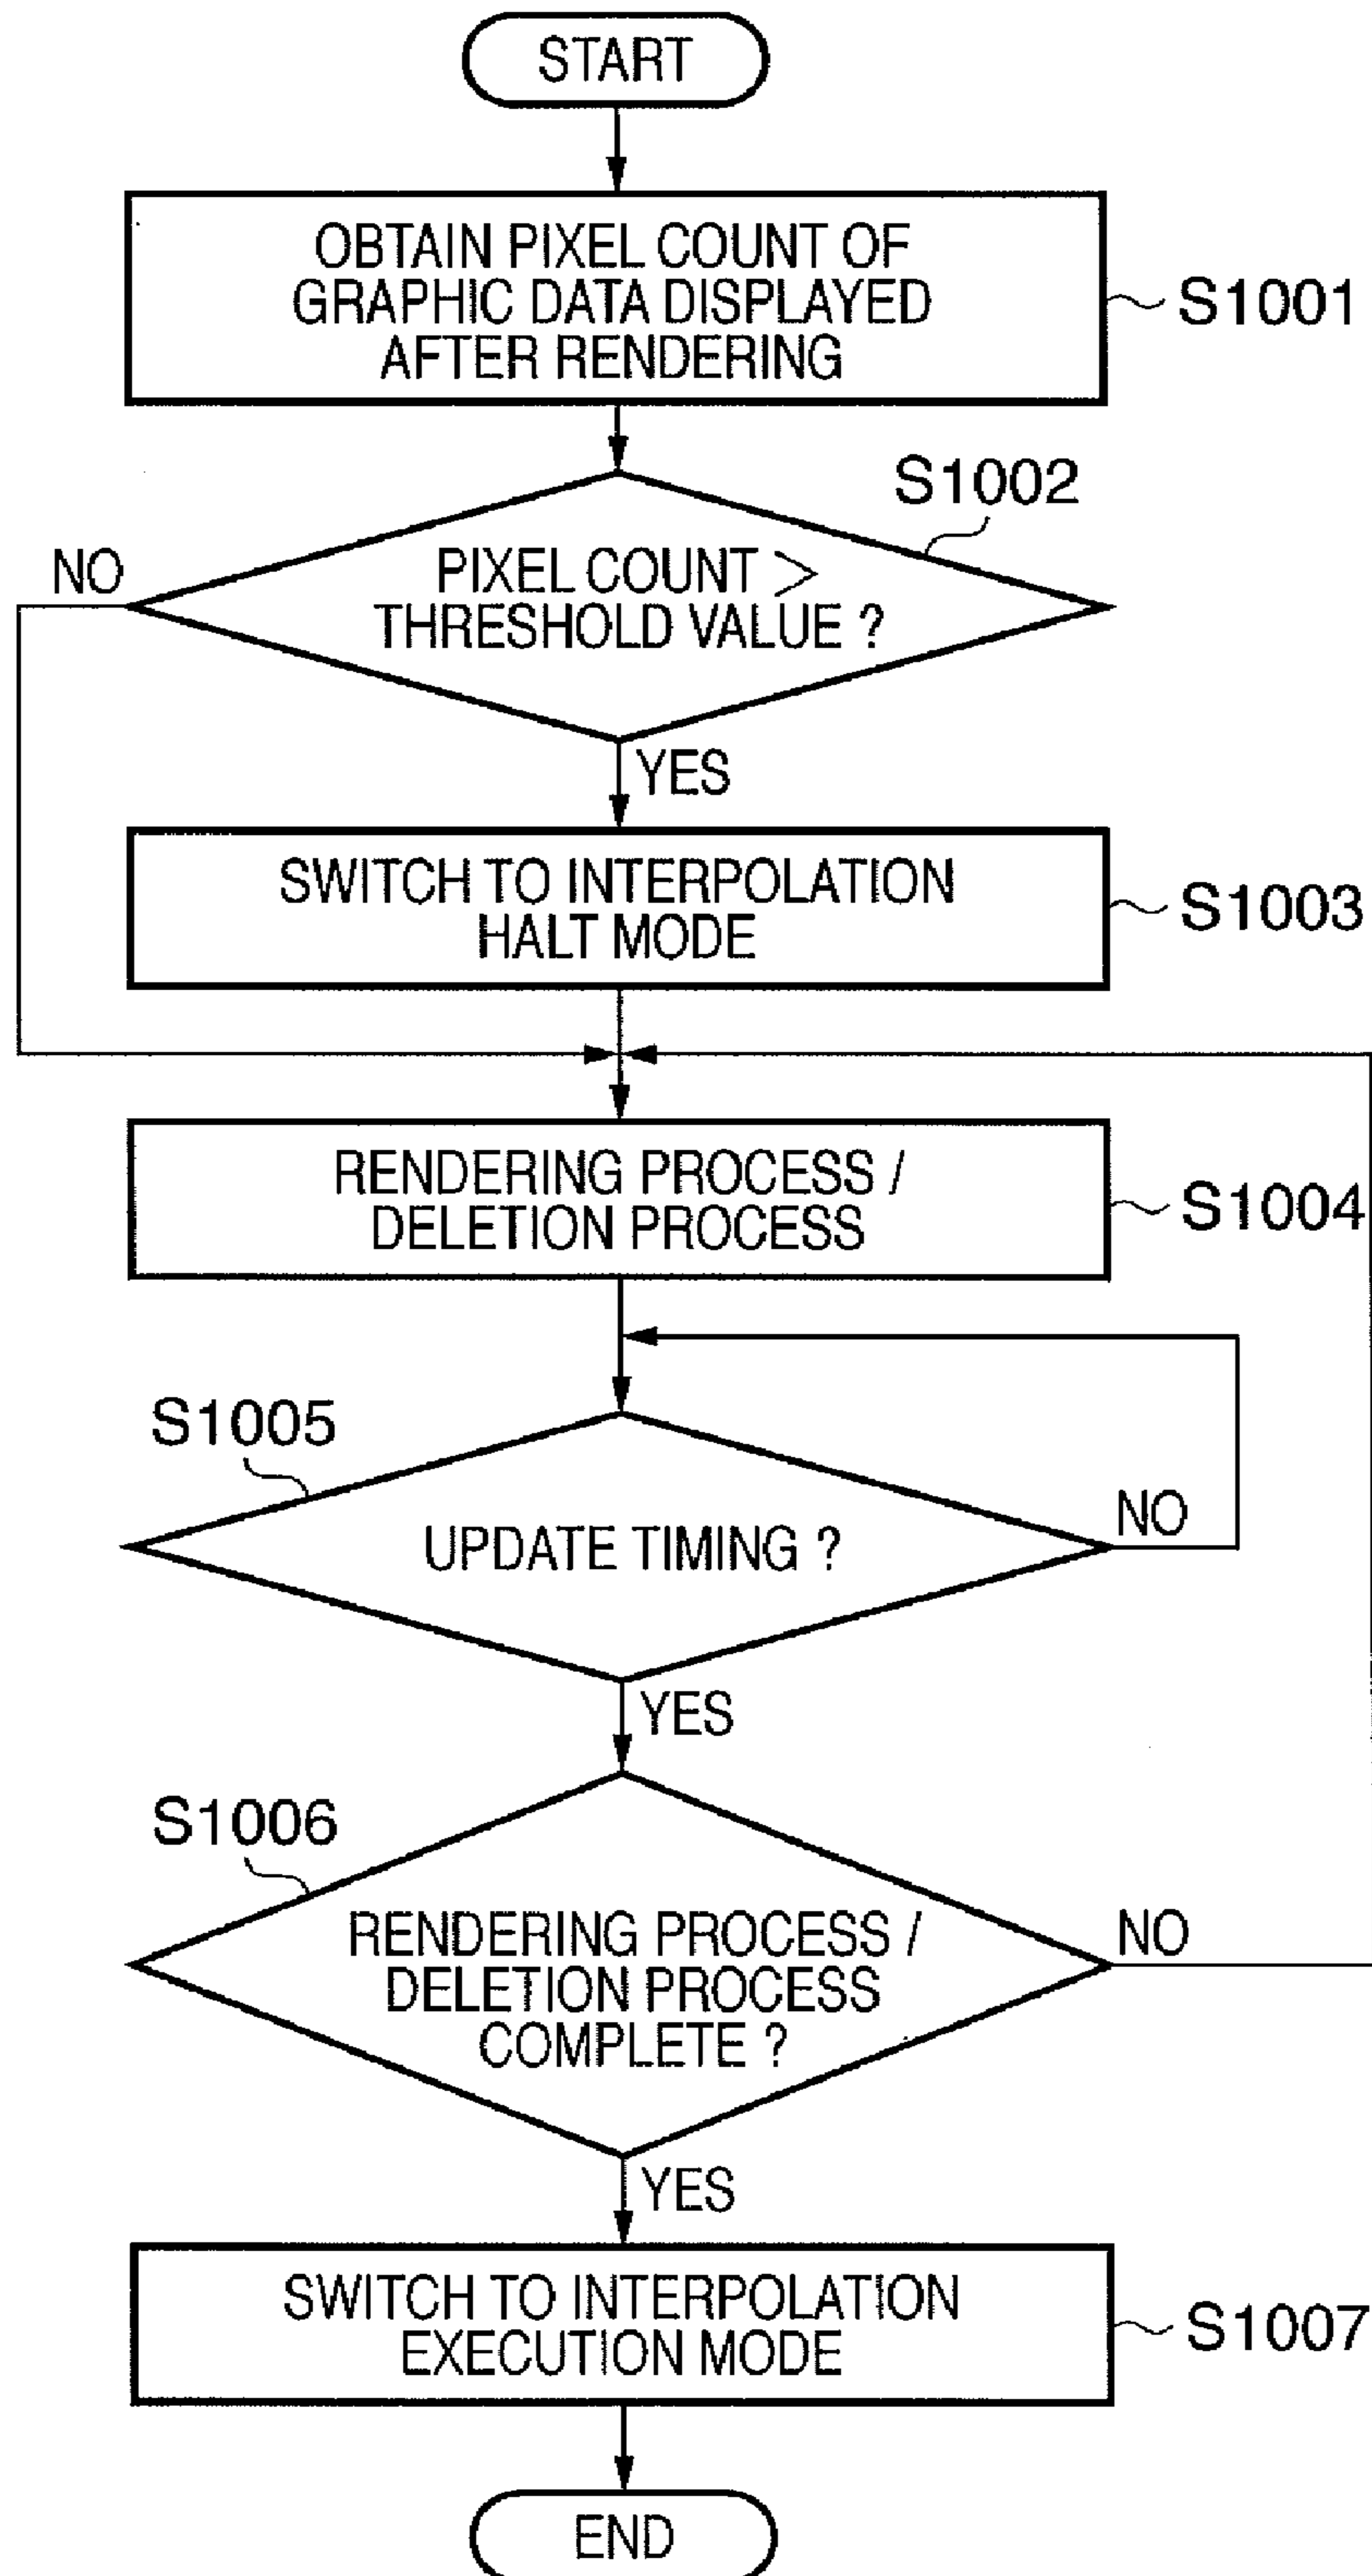 START
OBTAIN PIXEL COUNT OF
GRAPHIC DATA DISPLAYED
AFTER RENDERING
S1001
S1002
NO
PIXEL COUNT >
THRESHOLD VALUE ?
YES
SWITCH TO INTERPOLATION
HALT MODE
S1003
RENDERING PROCESS /
DELETION PROCESS
S1004
S1005
UPDATE TIMING ?
NO
YES
S1006
RENDERING PROCESS /
DELETION PROCESS
COMPLETE ?
NO
YES
SWITCH TO INTERPOLATION
EXECUTION MODE
S1007
END